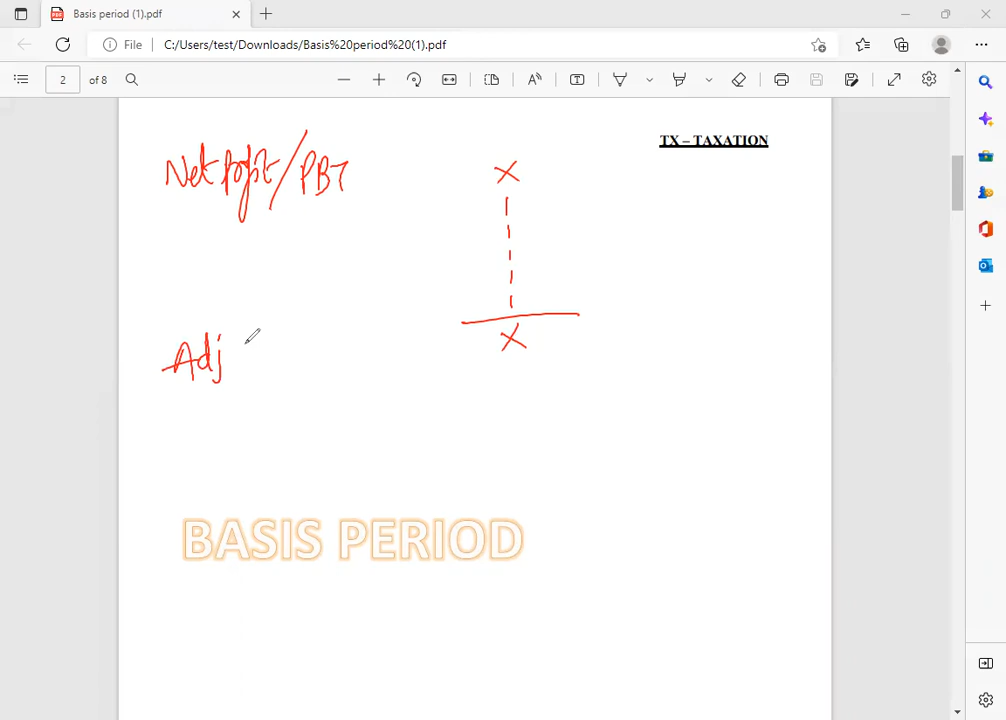 Basis period (1).pdf
File C:/Users/test/Downloads/Basis%20period%20(1).pdf
2 of 8
TX – TAXATION
Net profit/PBT X
X
Adj
BASIS PERIOD